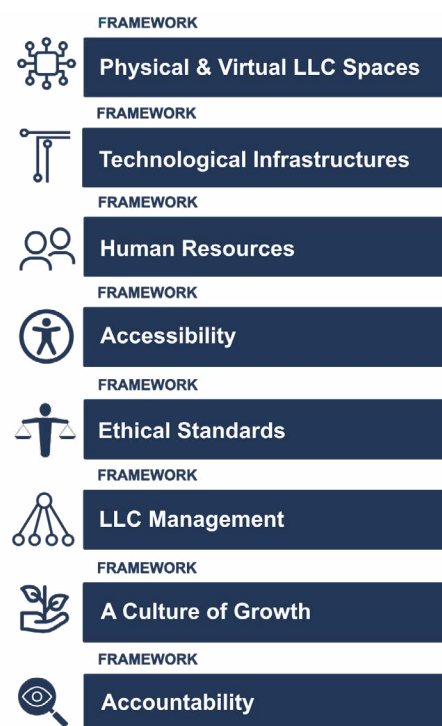 FRAMEWORK
Physical & Virtual LLC Spaces
FRAMEWORK
Technological Infrastructures
FRAMEWORK
Human Resources
FRAMEWORK
Accessibility
FRAMEWORK
Ethical Standards
FRAMEWORK
LLC Management
FRAMEWORK
A Culture of Growth
FRAMEWORK
Accountability